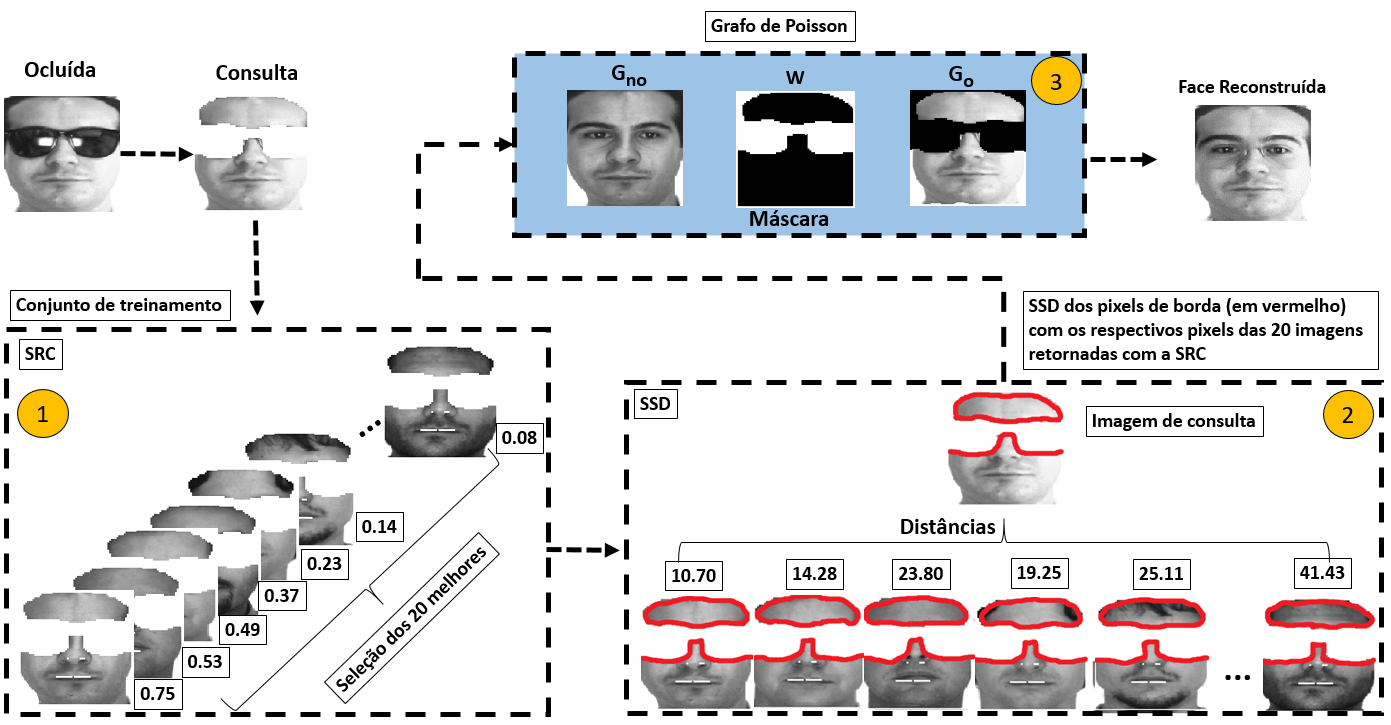 Grafo de Poisson
Ocluída
Consulta
Gno
W
Go
3
Face Reconstruída
Máscara
Conjunto de treinamento
SRC
1
0.08
0.14
0.23
0.37
0.49
0.53
0.75
Seleção dos 20 melhores
SSD dos pixels de borda (em vermelho)
com os respectivos pixels das 20 imagens
retornadas com a SRC
SSD
2
Imagem de consulta
Distâncias
10.70
14.28
23.80
19.25
25.11
41.43